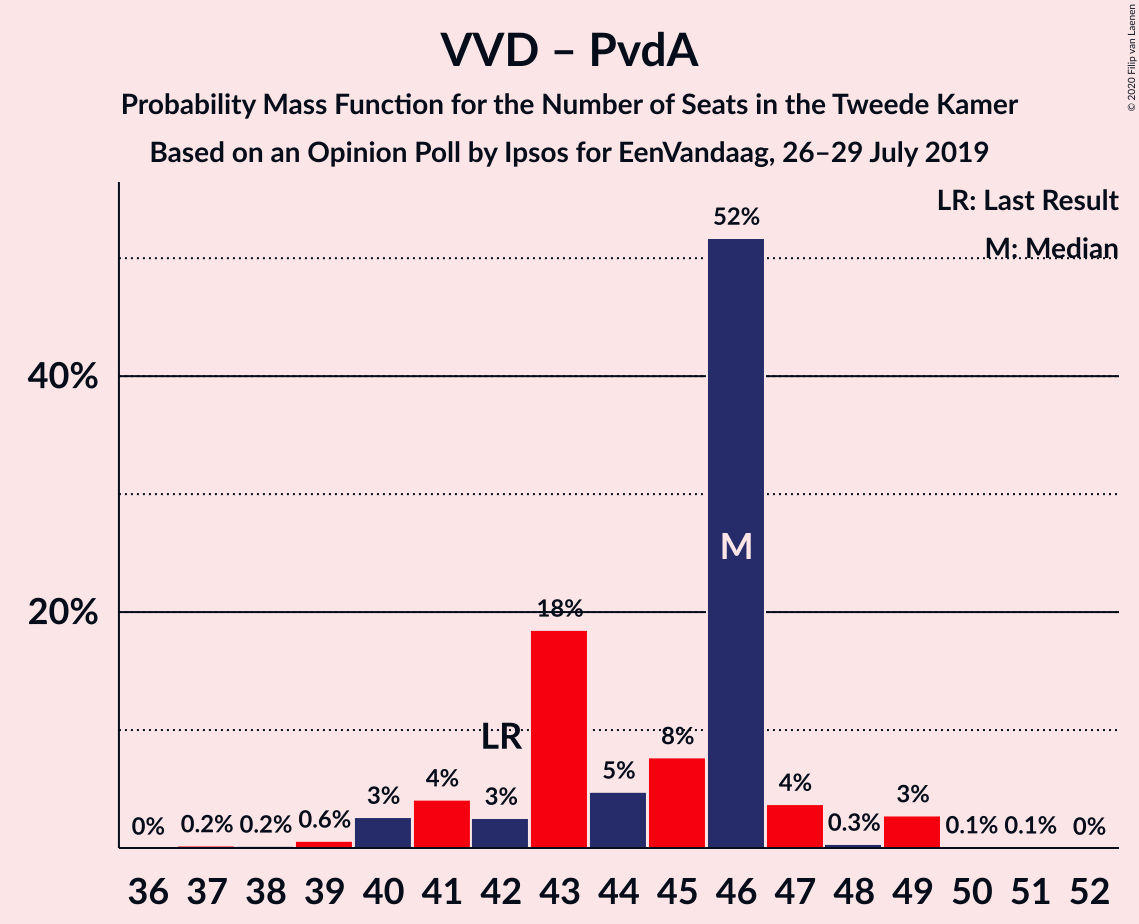 VVD – PvdA
Probability Mass Function for the Number of Seats in the Tweede Kamer
Based on an Opinion Poll by Ipsos for EenVandaag, 26–29 July 2019
© 2020 Filip van Laenen
LR: Last Result
M: Median
52%
40%
M
20%
18%
LR
8%
5%
4%
4%
3%
3%
3%
0% 0.2% 0.2% 0.6% 0.3% 0.1% 0.1% 0%
36 37 38 39 40 41 42 43 44 45 46 47 48 49 50 51 52